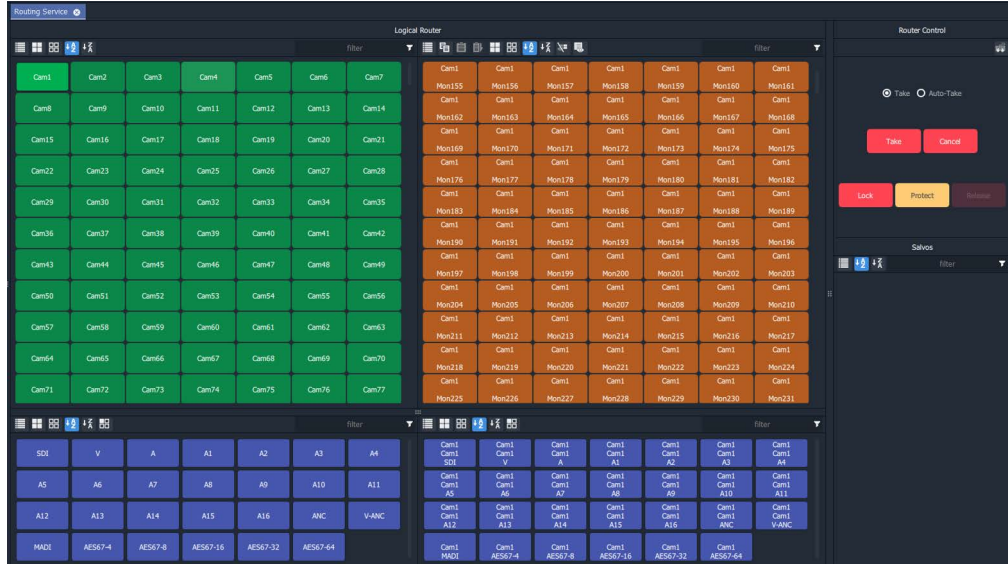 Routing Service
Logical Router
Router Control
filter
filter
Cam1 Cam2 Cam3 Cam4 Cam5 Cam6 Cam7
Cam8 Cam9 Cam10 Cam11 Cam12 Cam13 Cam14
Cam15 Cam16 Cam17 Cam18 Cam19 Cam20 Cam21
Cam22 Cam23 Cam24 Cam25 Cam26 Cam27 Cam28
Cam29 Cam30 Cam31 Cam32 Cam33 Cam34 Cam35
Cam36 Cam37 Cam38 Cam39 Cam40 Cam41 Cam42
Cam43 Cam44 Cam45 Cam46 Cam47 Cam48 Cam49
Cam50 Cam51 Cam52 Cam53 Cam54 Cam55 Cam56
Cam57 Cam58 Cam59 Cam60 Cam61 Cam62 Cam63
Cam64 Cam65 Cam66 Cam67 Cam68 Cam69 Cam70
Cam71 Cam72 Cam73 Cam74 Cam75 Cam76 Cam77
Cam1 Cam1 Cam1 Cam1 Cam1 Cam1 Cam1
Mon155 Mon156 Mon157 Mon158 Mon159 Mon160 Mon161
Cam1 Cam1 Cam1 Cam1 Cam1 Cam1 Cam1
Mon162 Mon163 Mon164 Mon165 Mon166 Mon167 Mon168
Cam1 Cam1 Cam1 Cam1 Cam1 Cam1 Cam1
Mon169 Mon170 Mon171 Mon172 Mon173 Mon174 Mon175
Cam1 Cam1 Cam1 Cam1 Cam1 Cam1 Cam1
Mon176 Mon177 Mon178 Mon179 Mon180 Mon181 Mon182
Cam1 Cam1 Cam1 Cam1 Cam1 Cam1 Cam1
Mon183 Mon184 Mon185 Mon186 Mon187 Mon188 Mon189
Cam1 Cam1 Cam1 Cam1 Cam1 Cam1 Cam1
Mon190 Mon191 Mon192 Mon193 Mon194 Mon195 Mon196
Cam1 Cam1 Cam1 Cam1 Cam1 Cam1 Cam1
Mon197 Mon198 Mon199 Mon200 Mon201 Mon202 Mon203
Cam1 Cam1 Cam1 Cam1 Cam1 Cam1 Cam1
Mon204 Mon205 Mon206 Mon207 Mon208 Mon209 Mon210
Cam1 Cam1 Cam1 Cam1 Cam1 Cam1 Cam1
Mon211 Mon212 Mon213 Mon214 Mon215 Mon216 Mon217
Cam1 Cam1 Cam1 Cam1 Cam1 Cam1 Cam1
Mon218 Mon219 Mon220 Mon221 Mon222 Mon223 Mon224
Cam1 Cam1 Cam1 Cam1 Cam1 Cam1 Cam1
Mon225 Mon226 Mon227 Mon228 Mon229 Mon230 Mon231
Take Auto-Take
Take Cancel
Lock Protect Release
Salvos
filter
filter
filter
SDI V A A1 A2 A3 A4
A5 A6 A7 A8 A9 A10 A11
A12 A13 A14 A15 A16 ANC V-ANC
MADI AES67-4 AES67-8 AES67-16 AES67-32 AES67-64
Cam1 Cam1 Cam1 Cam1 Cam1 Cam1 Cam1
Cam1 Cam1 Cam1 Cam1 Cam1 Cam1 Cam1
SDI V A A1 A2 A3 A4
Cam1 Cam1 Cam1 Cam1 Cam1 Cam1 Cam1
Cam1 Cam1 Cam1 Cam1 Cam1 Cam1 Cam1
A5 A6 A7 A8 A9 A10 A11
Cam1 Cam1 Cam1 Cam1 Cam1 Cam1 Cam1
Cam1 Cam1 Cam1 Cam1 Cam1 Cam1 Cam1
A12 A13 A14 A15 A16 ANC V-ANC
Cam1 Cam1 Cam1 Cam1 Cam1 Cam1
MADI AES67-4 AES67-8 AES67-16 AES67-32 AES67-64